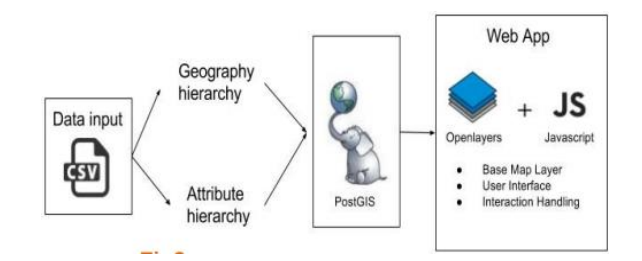 Data input
CSV
Geography
hierarchy
Attribute
hierarchy
PostGIS
Web App
+ JS
Openlayers Javascript
• Base Map Layer
• User Interface
• Interaction Handling